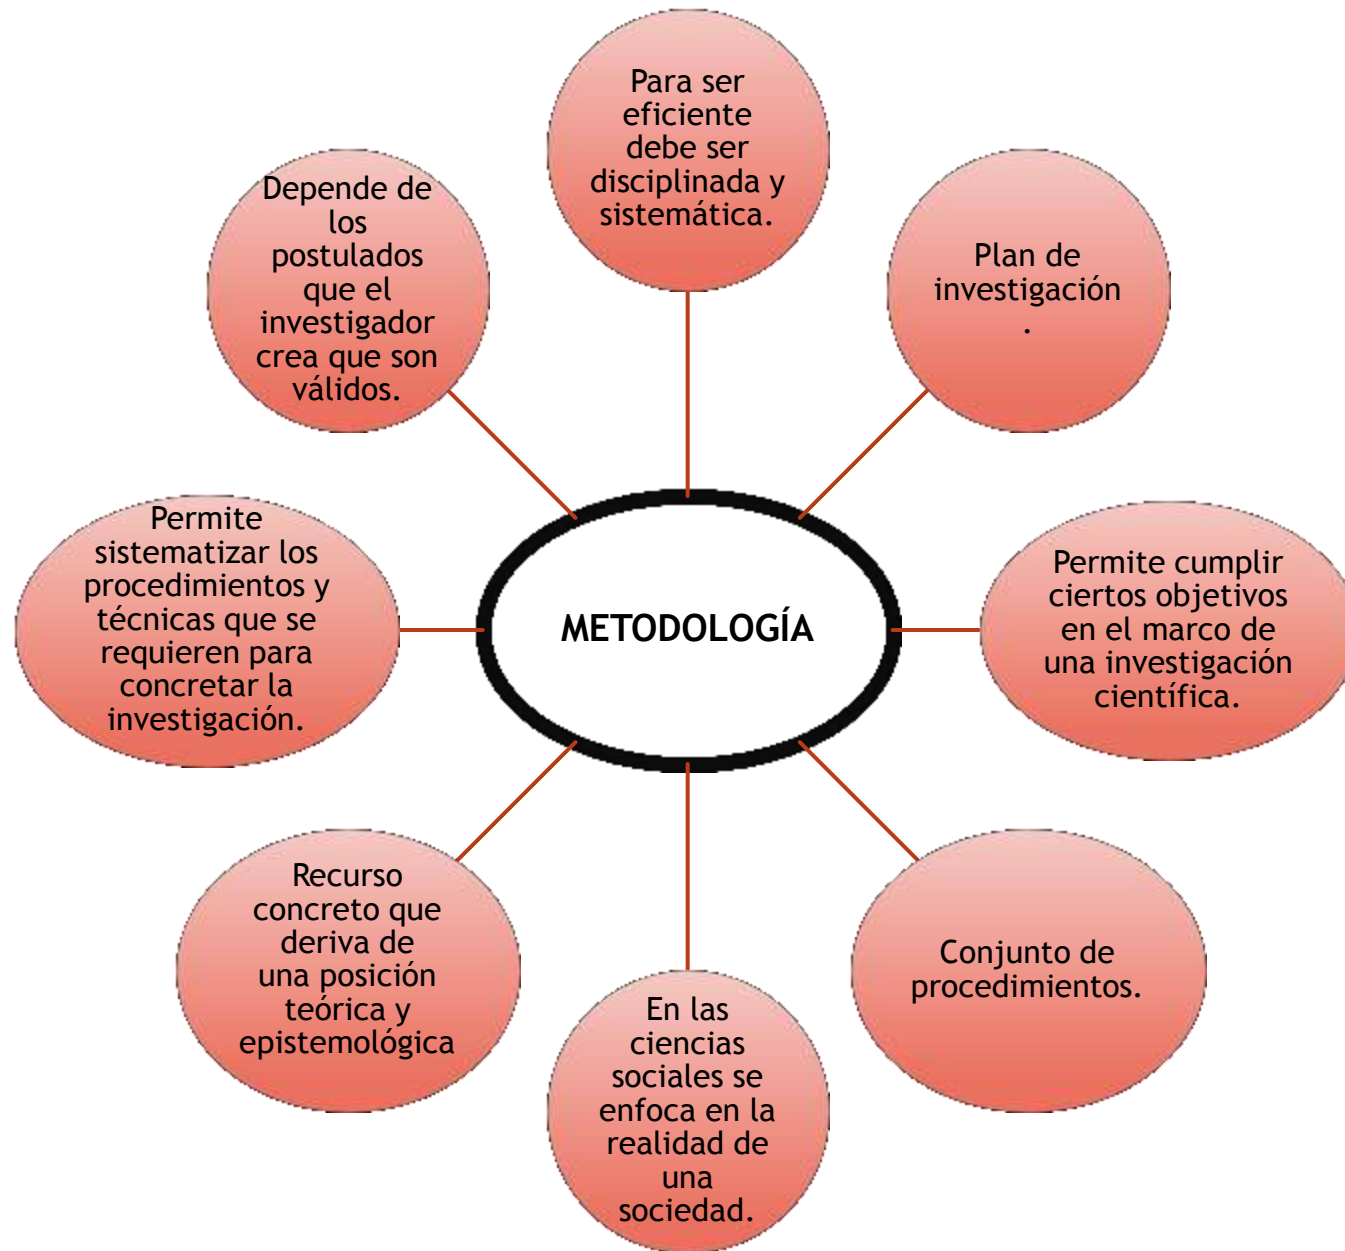 Para ser
eficiente
debe ser
disciplinada y
sistemática.
Plan de
investigación
.
Permite cumplir
ciertos objetivos
en el marco de
una investigación
científica.
Conjunto de
procedimientos.
En las
ciencias
sociales se
enfoca en la
realidad de
una
sociedad.
Recurso
concreto que
deriva de
una posición
teórica y
epistemológica
Permite
sistematizar los
procedimientos y
técnicas que se
requieren para
concretar la
investigación.
Depende de
los
postulados
que el
investigador
crea que son
válidos.
METODOLOGÍA